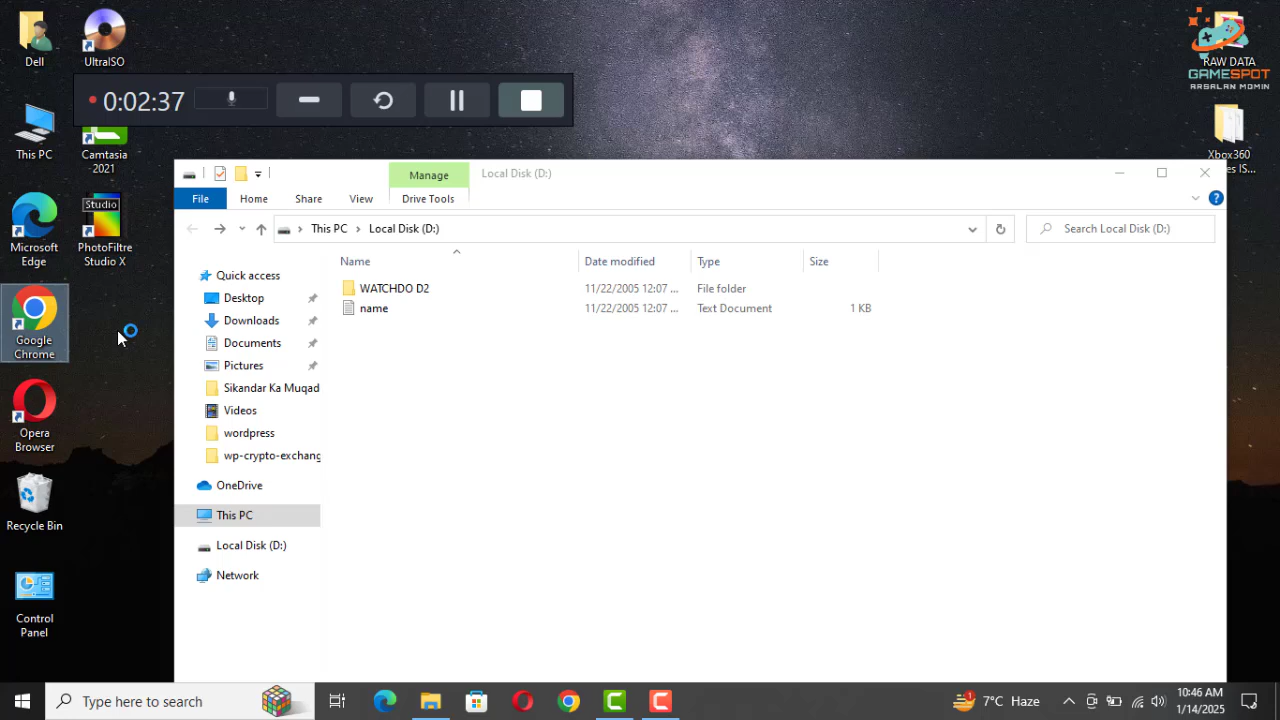 Dell
UltraISO
RAW DATA
GAMESPOT
ARSALAN MOMIN
0:02:37
This PC
Camtasia
2021
Xbox360
es IS...
Manage
Local Disk (D:)
File
Home
Share
View
Drive Tools
This PC
Local Disk (D:)
Search Local Disk (D:)
Studio
Microsoft
Edge
PhotoFiltre
Studio X
Name
Date modified
Type
Size
Quick access
WATCHDO D2
11/22/2005 12:07 ...
File folder
Desktop
name
11/22/2005 12:07 ...
Text Document
1 KB
Downloads
Google
Chrome
Documents
Pictures
Sikandar Ka Muqad
Videos
Opera
Browser
wordpress
wp-crypto-exchang
OneDrive
Recycle Bin
This PC
Local Disk (D:)
Network
Control
Panel
Type here to search
1
7°C Haze
10:46 AM
1/14/2025